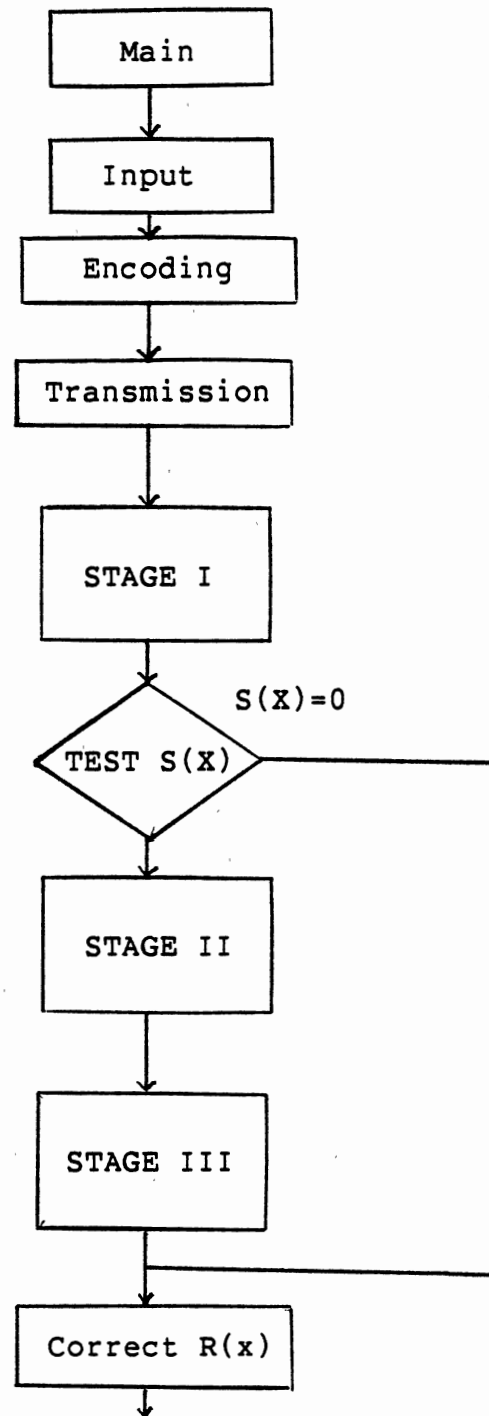 Main
Input
Encoding
Transmission
STAGE I
S(X)=0
TEST S(X)
STAGE II
STAGE III
Correct R(x)